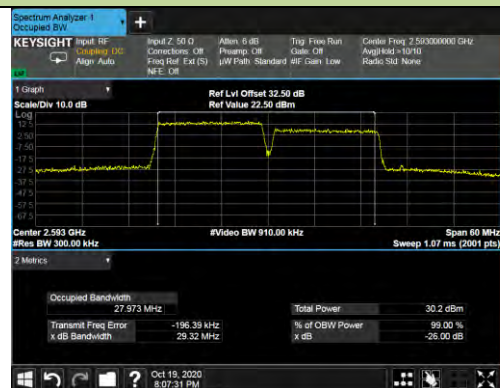 Spectrum Analyzer 1
Occupied BW
+
KEYSIGHT Input: RF Input Z: 50 Ω Atten: 6 dB Trig: Free Run Center Freq: 2.593000000 GHz
Coupling: DC Corrections: Off Preamp: Off Gate: Off Avg|Hold:>10/10
Align: Auto Freq Ref: Ext (S) µW Path: Standard #IF Gain: Low Radio Std: None
NFE: Off
1 Graph
Ref Lvl Offset 32.50 dB
Scale/Div 10.0 dB Ref Value 22.50 dBm
Log
12.5
2.50
-7.50
-17.5
-27.5
-37.5
-47.5
-57.5
-67.5
Center 2.593 GHz #Video BW 910.00 kHz Span 60 MHz
#Res BW 300.00 kHz Sweep 1.07 ms (2001 pts)
2 Metrics
Occupied Bandwidth
27.973 MHz Total Power 30.2 dBm
Transmit Freq Error -196.39 kHz % of OBW Power 99.00 %
x dB Bandwidth 29.32 MHz x dB -26.00 dB
? Oct 19, 2020
8:07:31 PM